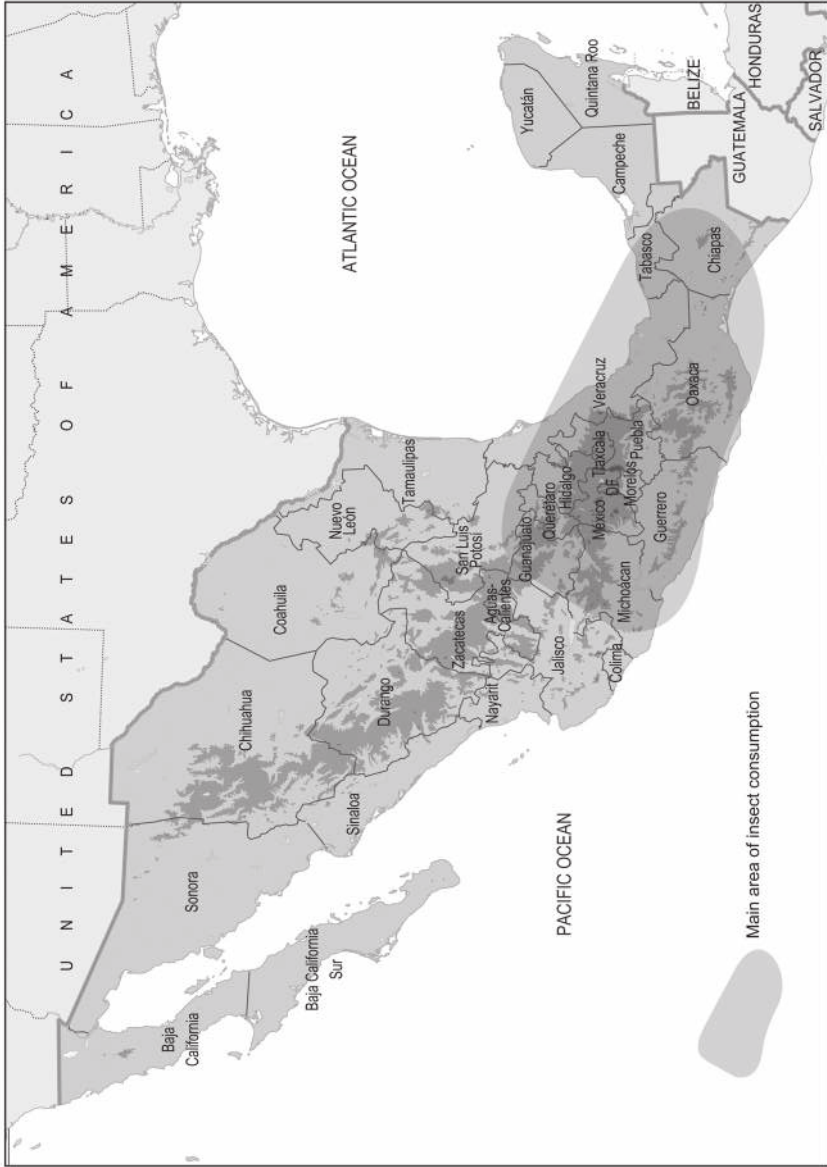 UNITED STATES OF AMERICA
Baja
California
Sonora
Chihuahua
Coahuila
Nuevo
León
Tamaulipas
Baja California
Sur
Sinaloa
Durango
Zacatecas
San Luis
Potosí
Nayarit
Aguas-
Calientes
Guanajuato
Querétaro
Hidalgo
Jalisco
Colima
Michoácan
Mexico
DF
Tlaxcala
Morelos
Puebla
Veracruz
Guerrero
Oaxaca
Tabasco
Chiapas
Campeche
Yucatán
Quintana Roo
BELIZE
GUATEMALA
HONDURAS
SALVADOR
ATLANTIC OCEAN
PACIFIC OCEAN
Main area of insect consumption